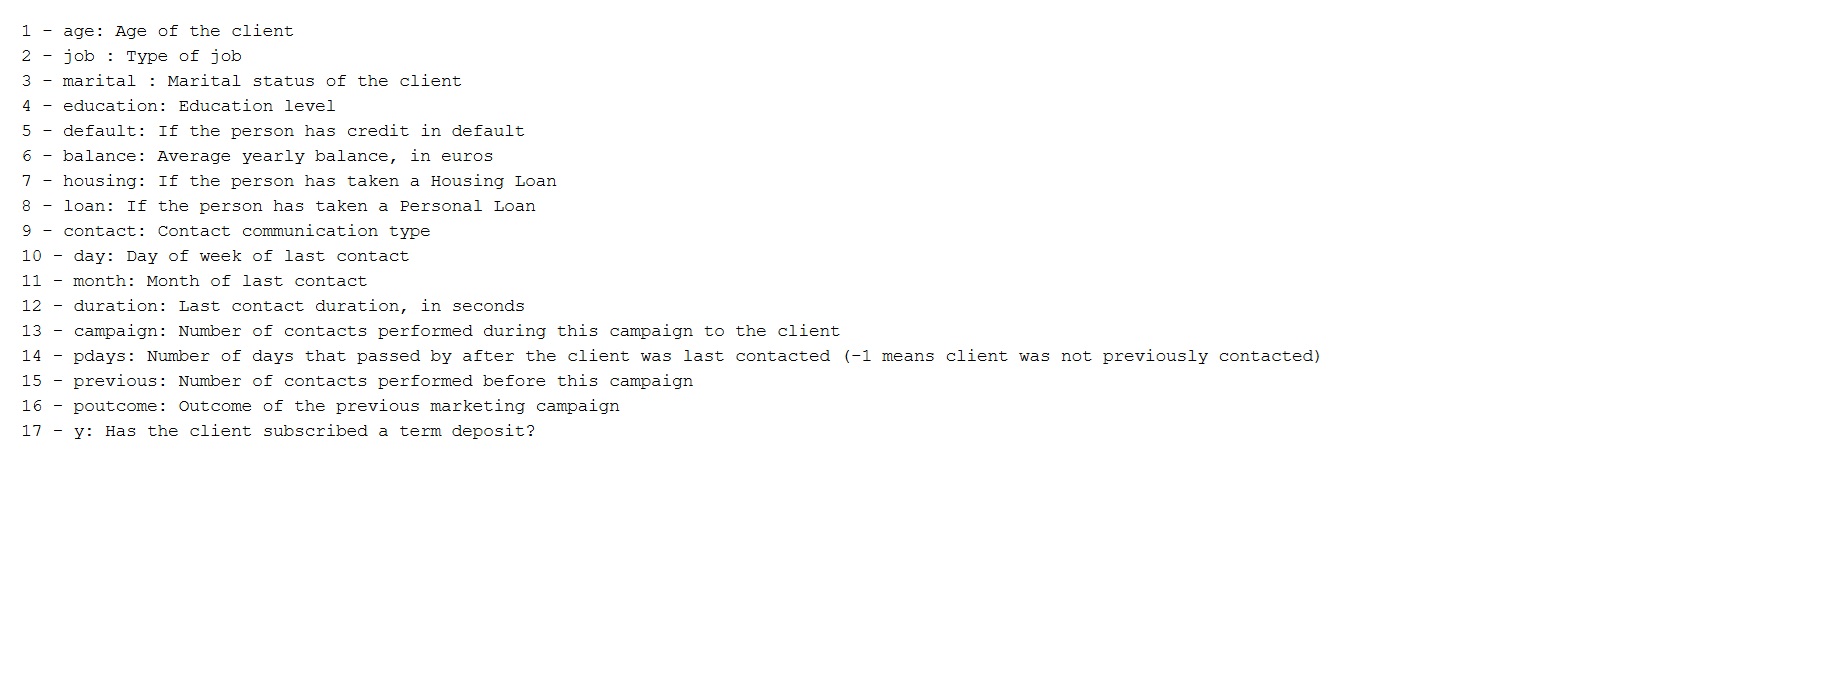 1 - age: Age of the client
2 - job : Type of job
3 - marital : Marital status of the client
4 - education: Education level
5 - default: If the person has credit in default
6 - balance: Average yearly balance, in euros
7 - housing: If the person has taken a Housing Loan
8 - loan: If the person has taken a Personal Loan
9 - contact: Contact communication type
10 - day: Day of week of last contact
11 - month: Month of last contact
12 - duration: Last contact duration, in seconds
13 - campaign: Number of contacts performed during this campaign to the client
14 - pdays: Number of days that passed by after the client was last contacted (-1 means client was not previously contacted)
15 - previous: Number of contacts performed before this campaign
16 - poutcome: Outcome of the previous marketing campaign
17 - y: Has the client subscribed a term deposit?